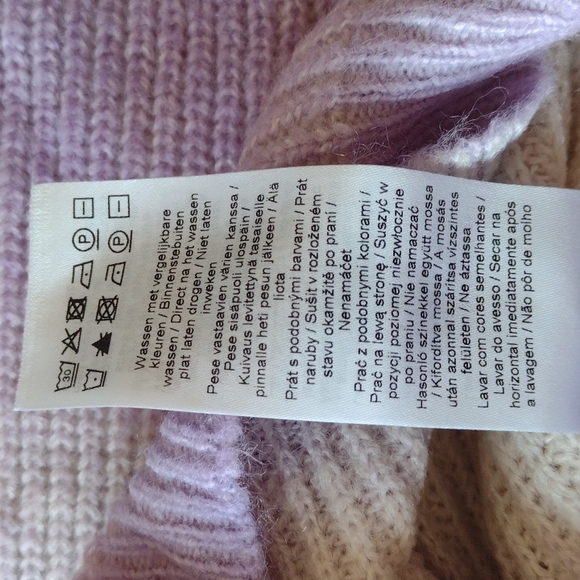 30 P
P
Wassen met vergelijkbare
kleuren / Binnenstebuiten
wassen / Direct na het wassen
plat laten drogen / Niet laten
inweken
Pese vastaavien värien kanssa /
Pese sisäpuoli ulospäin /
Kuivaus levitettynä tasaiselle
pinnalle heti pesun jälkeen / Älä
liota
Prát s podobnými barvami / Prát
naruby / Sušit v rozloženém
stavu okamžitě po praní /
Nenamáčet
Prać z podobnymi kolorami /
Prać na lewą stronę / Suszyć w
pozycji poziomej niezwłocznie
po praniu / Nie namaczać
Hasonló színekkel együtt mossa
/ Kifordítva mossa / A mosás
után azonnal szárítsa vízszintes
felületen / Ne áztassa
Lavar com cores semelhantes /
Lavar do avesso / Secar na
horizontal imediatamente após
a lavagem / Não pôr de molho